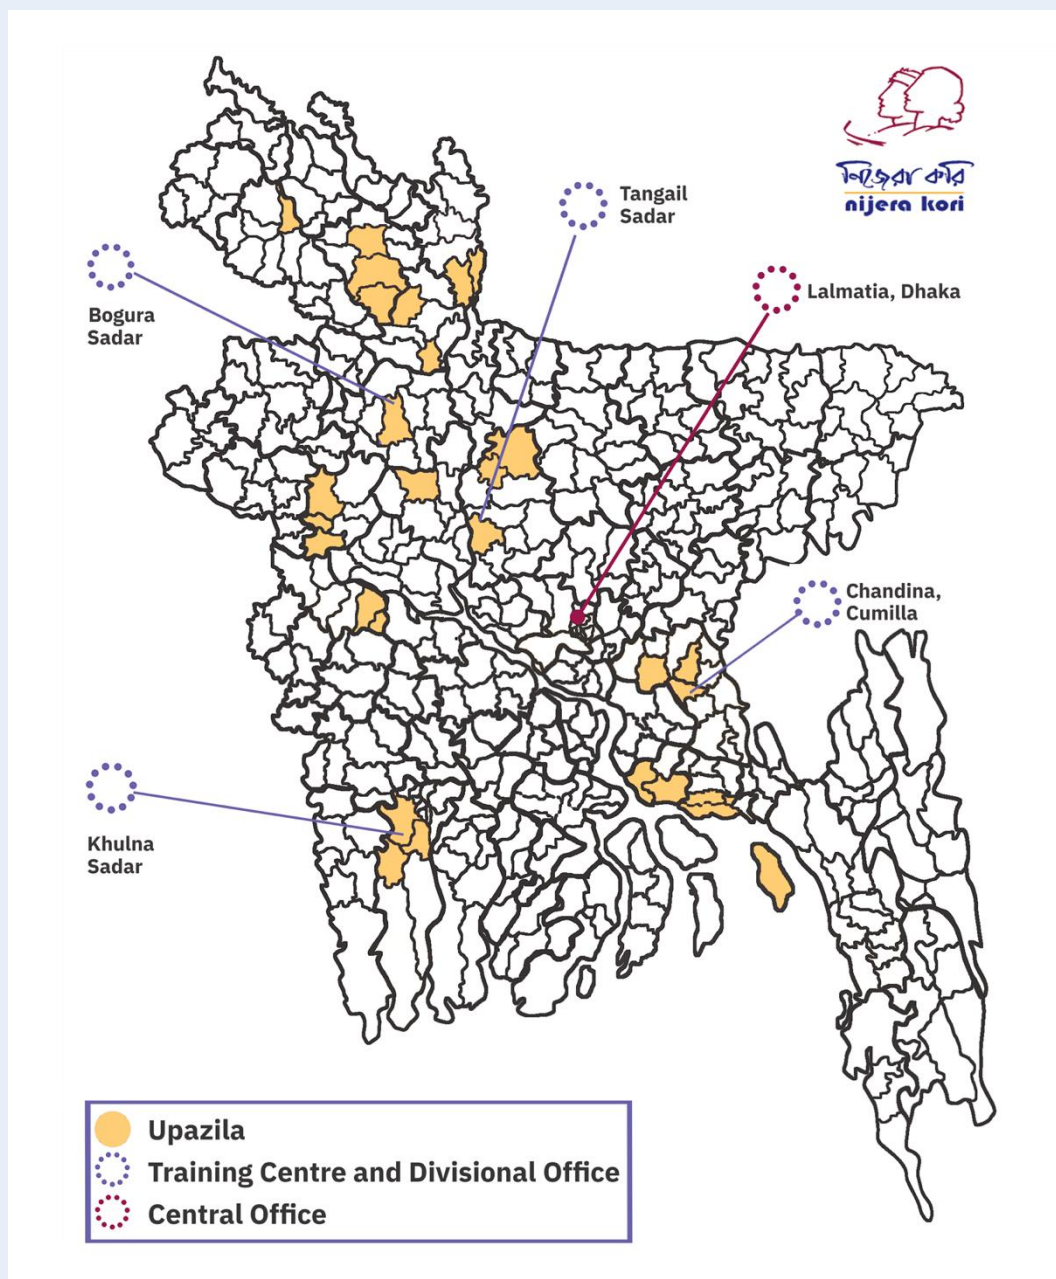 নিজেরা করি
nijera kori
Tangail
Sadar
Lalmatia, Dhaka
Bogura
Sadar
Chandina,
Cumilla
Khulna
Sadar
Upazila
Training Centre and Divisional Office
Central Office